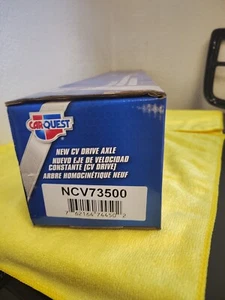 CARQUEST
NEW CV DRIVE AXLE
NUEVO EJE DE VELOCIDAD
CONSTANTE (CV DRIVE)
ARBRE HOMOCINÉTIQUE NEUF
NCV73500